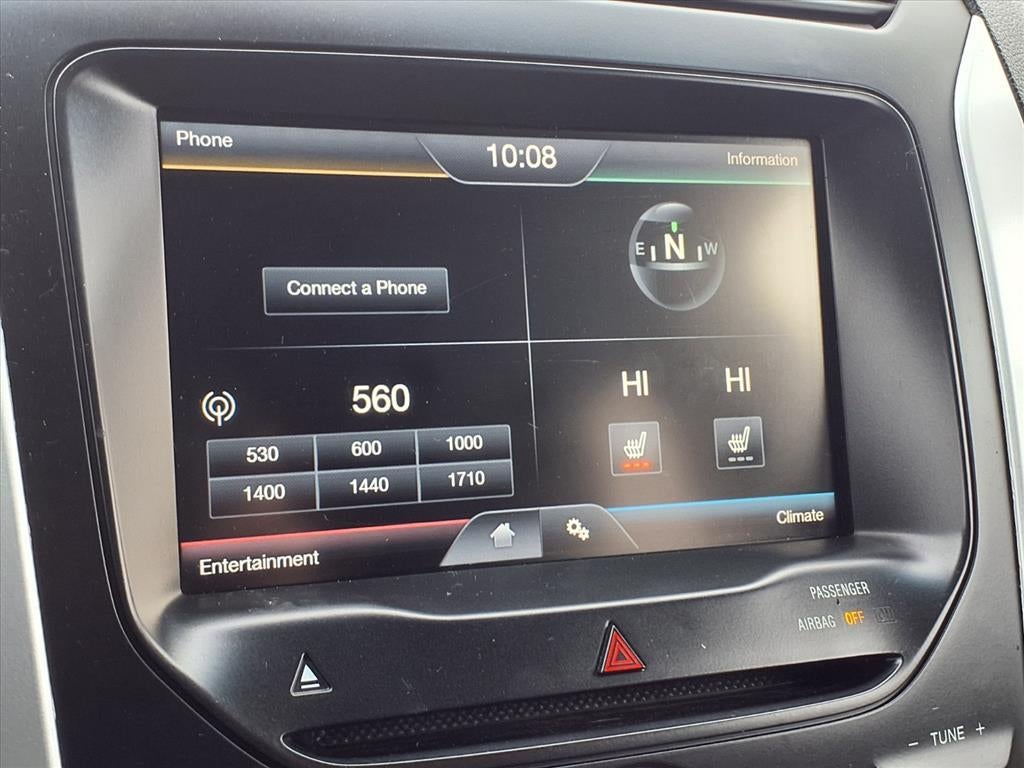 Phone
10:08
Information
E N W
Connect a Phone
560
HI HI
530 600 1000
1400 1440 1710
Entertainment
Climate
PASSENGER
AIRBAG OFF
- TUNE +